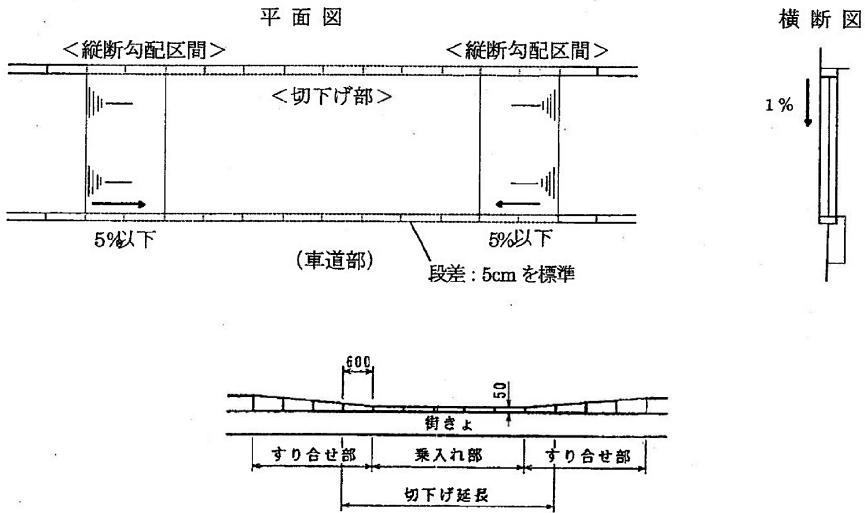 平面図
横断図
＜縦断勾配区間＞
＜縦断勾配区間＞
＜切下げ部＞
1%
5%以下
5%以下
(車道部)
段差：5cmを標準
600
50
街きょ
すり合せ部
乗入れ部
すり合せ部
切下げ延長